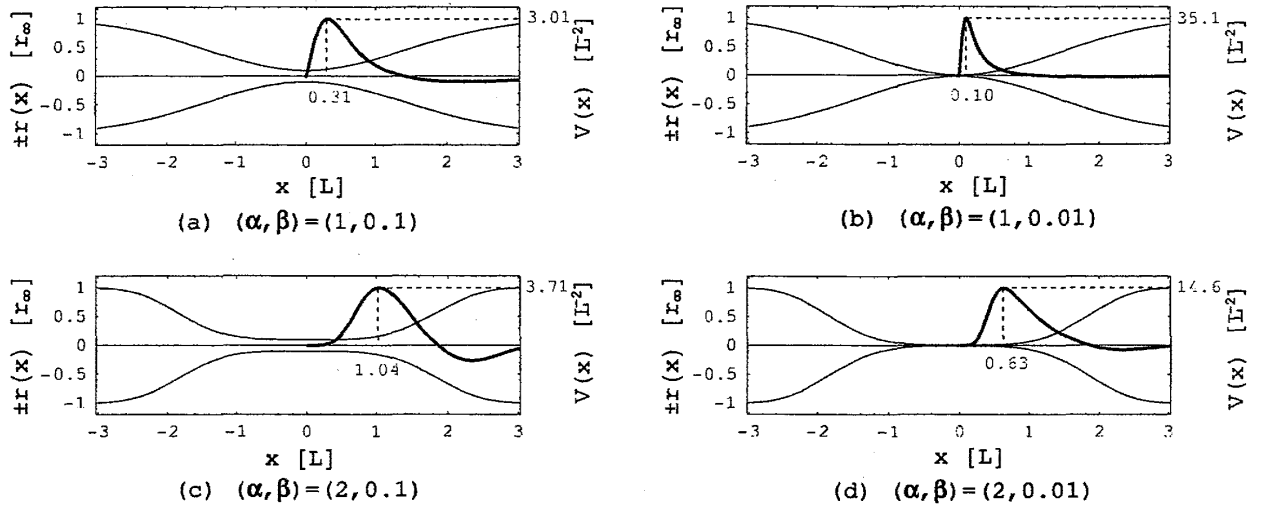 ±r(x) [r∞]
1
0.5
0
-0.5
-1
0.31
3.01
V(x) [L⁻²]
-3 -2 -1 0 1 2 3
x [L]
(a) (α,β)=(1,0.1)
±r(x) [r∞]
1
0.5
0
-0.5
-1
0.10
35.1
V(x) [L⁻²]
-3 -2 -1 0 1 2 3
x [L]
(b) (α,β)=(1,0.01)
±r(x) [r∞]
1
0.5
0
-0.5
-1
1.04
3.71
V(x) [L⁻²]
-3 -2 -1 0 1 2 3
x [L]
(c) (α,β)=(2,0.1)
±r(x) [r∞]
1
0.5
0
-0.5
-1
0.63
14.6
V(x) [L⁻²]
-3 -2 -1 0 1 2 3
x [L]
(d) (α,β)=(2,0.01)